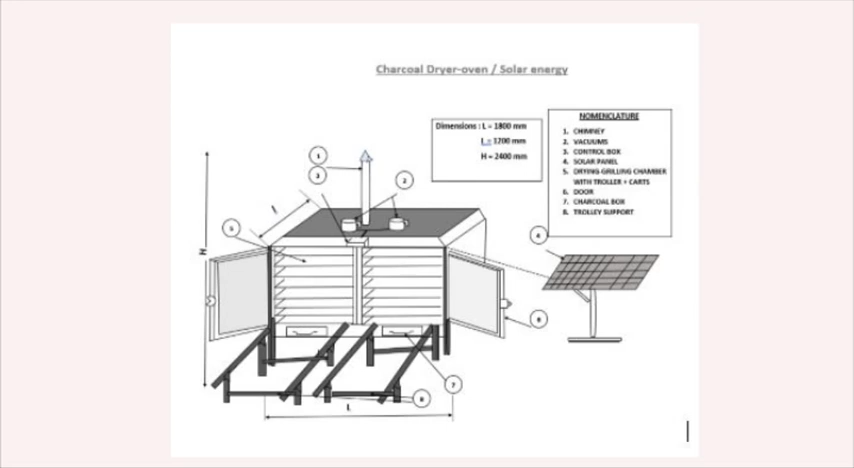 Charcoal Dryer-oven / Solar energy
Dimensions : L = 1800 mm
l = 1200 mm
H = 2400 mm
NOMENCLATURE
1. CHIMNEY
2. VACUUMS
3. CONTROL BOX
4. SOLAR PANEL
5. DRYING-GRILLING CHAMBER
WITH TROLLER + CARTS
6. DOOR
7. CHARCOAL BOX
8. TROLLEY SUPPORT
1
3
2
l
5
4
H
7
L